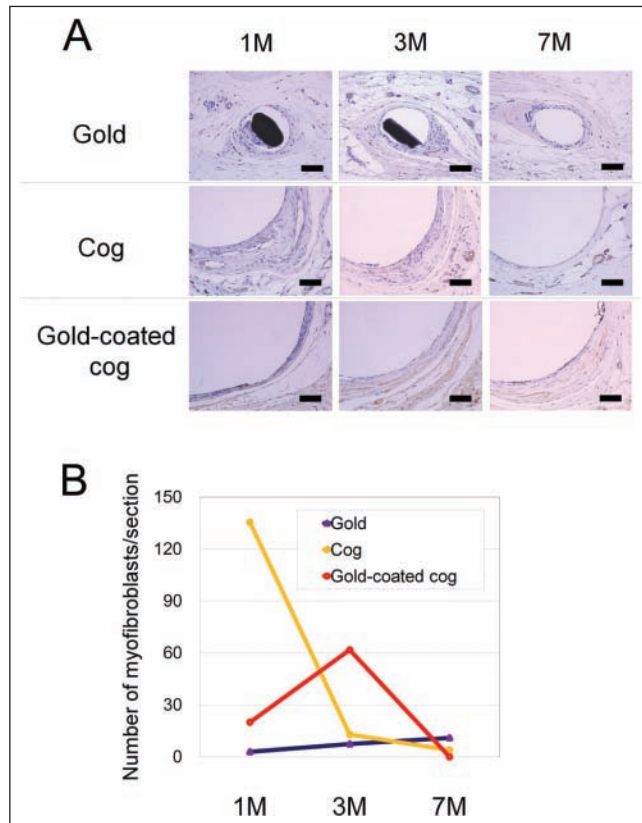 A
1M 3M 7M
Gold
Cog
Gold-coated
cog
B
Number of myofibroblasts/section
150
120
90
60
30
0
Gold
Cog
Gold-coated cog
1M 3M 7M